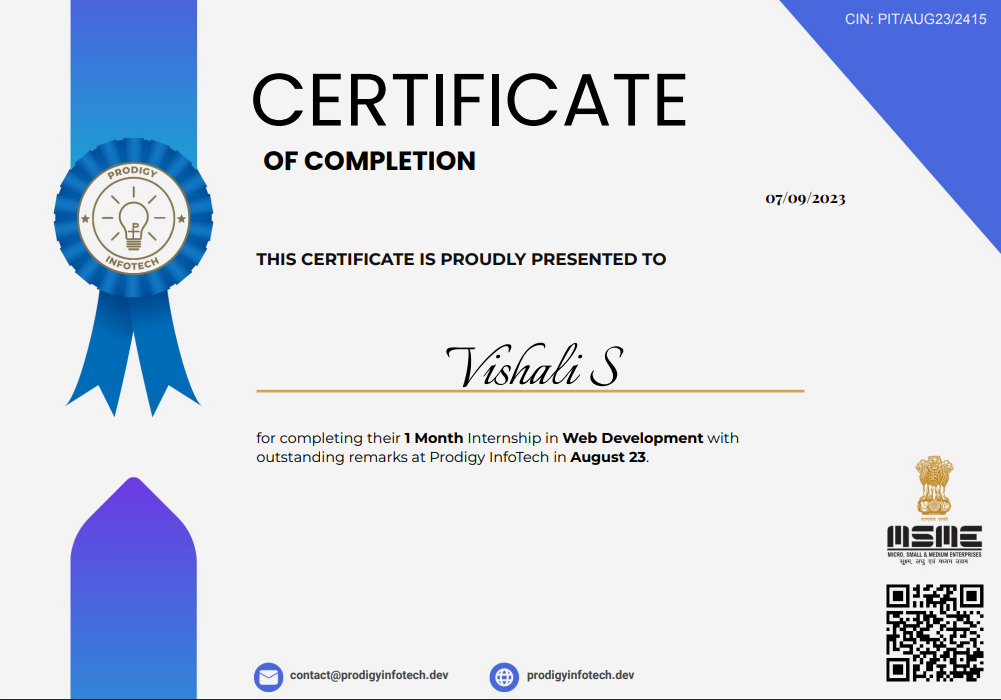 CIN: PIT/AUG23/2415
CERTIFICATE
OF COMPLETION
07/09/2023
PRODIGY
INFOTECH
THIS CERTIFICATE IS PROUDLY PRESENTED TO
Vishali S
for completing their 1 Month Internship in Web Development with
outstanding remarks at Prodigy InfoTech in August 23.
सत्यमेव जयते
MSME
MICRO, SMALL & MEDIUM ENTERPRISES
सूक्ष्म, लघु एवं मध्यम उद्यम
contact@prodigyinfotech.dev
prodigyinfotech.dev